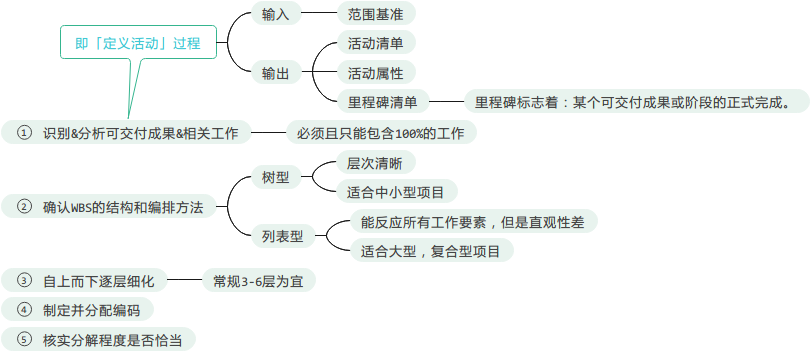 即「定义活动」过程
输入
范围基准
输出
活动清单
活动属性
里程碑清单
里程碑标志着：某个可交付成果或阶段的正式完成。
① 识别&分析可交付成果&相关工作
必须且只能包含100%的工作
② 确认WBS的结构和编排方法
树型
层次清晰
适合中小型项目
列表型
能反应所有工作要素，但是直观性差
适合大型，复合型项目
③ 自上而下逐层细化
常规3-6层为宜
④ 制定并分配编码
⑤ 核实分解程度是否恰当